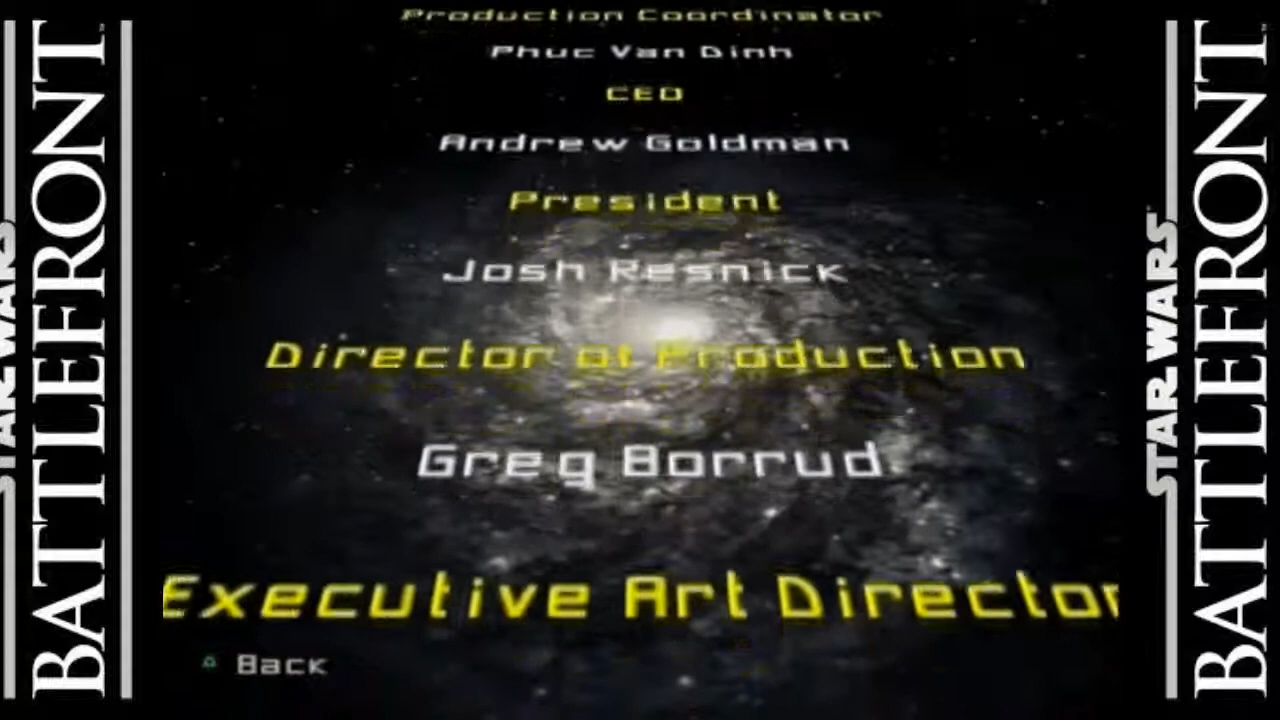 Production Coordinator
Phuc Van Dinh
CEO
Andrew Goldman
President
Josh Resnick
Director of Production
Greg Borrud
Executive Art Director
Back
STAR WARS
BATTLEFRONT
STAR WARS
BATTLEFRONT